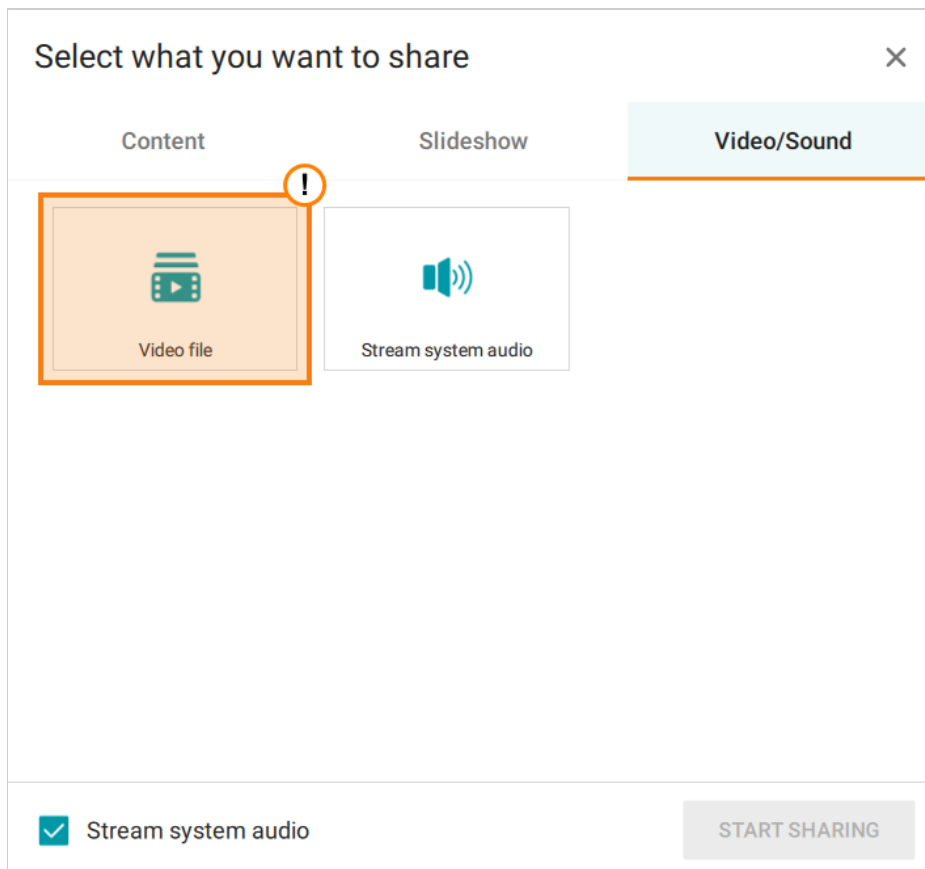 Select what you want to share
Content Slideshow Video/Sound
!
Video file Stream system audio
Stream system audio START SHARING